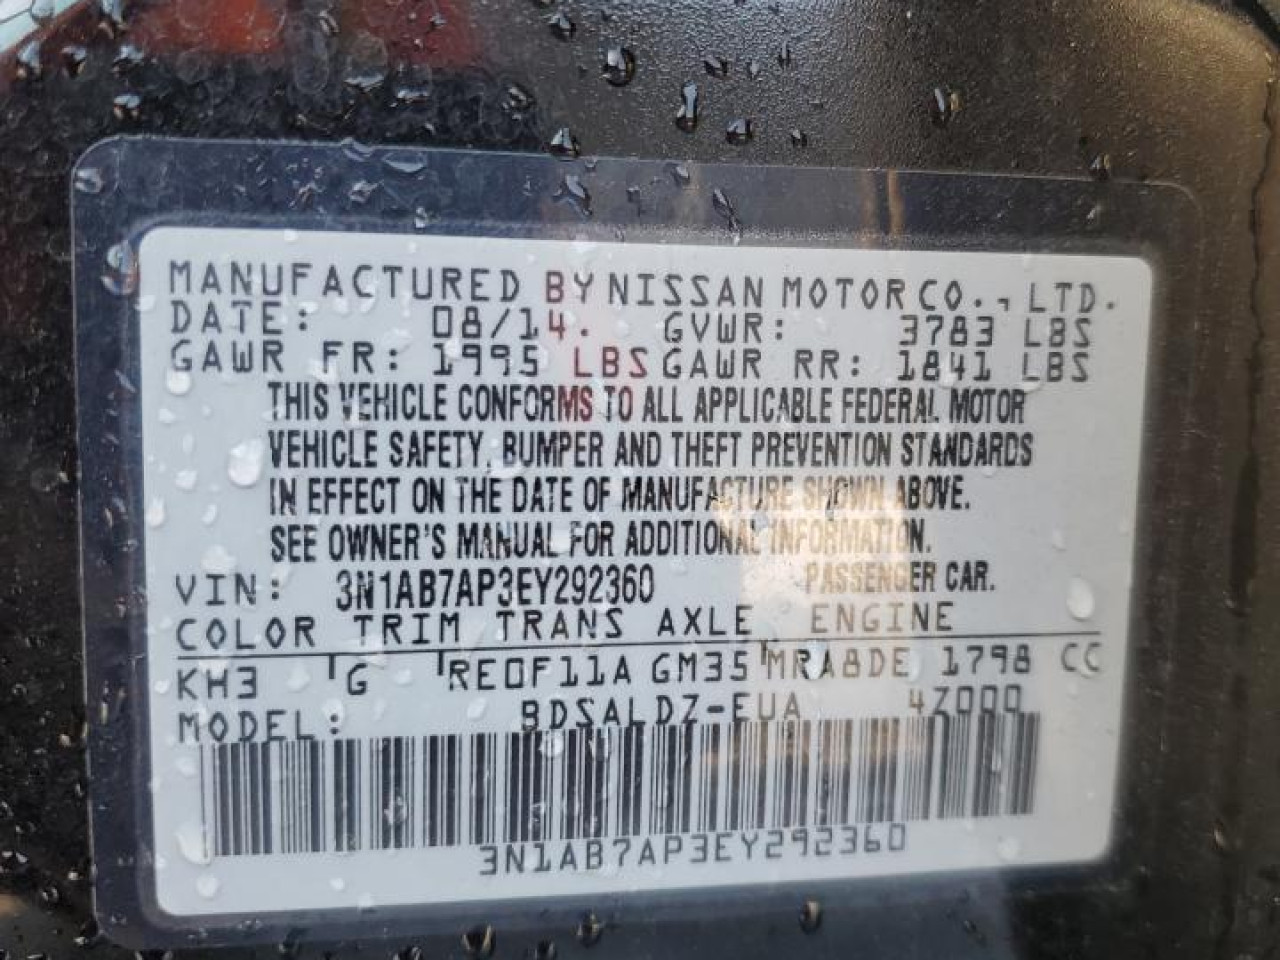 MANUFACTURED BY NISSAN MOTOR CO., LTD.
DATE: 08/14. GVWR: 3783 LBS
GAWR FR: 1995 LBS GAWR RR: 1841 LBS
THIS VEHICLE CONFORMS TO ALL APPLICABLE FEDERAL MOTOR
VEHICLE SAFETY, BUMPER AND THEFT PREVENTION STANDARDS
IN EFFECT ON THE DATE OF MANUFACTURE SHOWN ABOVE.
SEE OWNER'S MANUAL FOR ADDITIONAL INFORMATION.
VIN: 3N1AB7AP3EY292360 PASSENGER CAR.
COLOR TRIM TRANS AXLE ENGINE
KH3 G RE0F11A GM35 MRA8DE 1798 CC
MODEL: BDSALDZ-EUA 4Z000
3N1AB7AP3EY292360